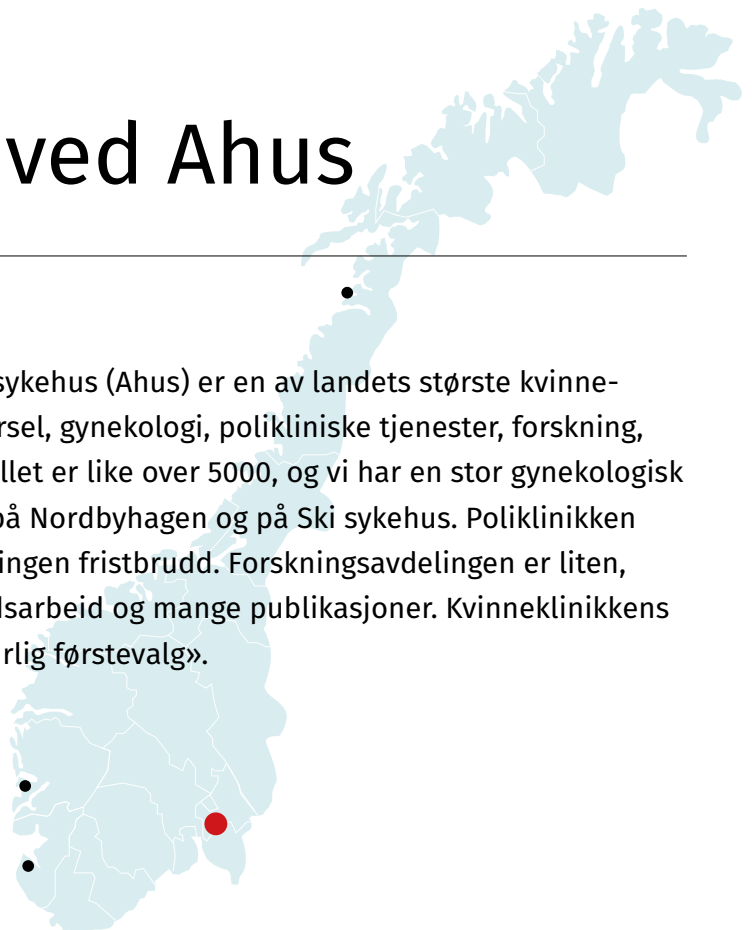 ved Ahus
sykehus (Ahus) er en av landets største kvinne-
rsel, gynekologi, polikliniske tjenester, forskning,
llet er like over 5000, og vi har en stor gynekologisk
på Nordbyhagen og på Ski sykehus. Poliklinikken
ingen fristbrudd. Forskningsavdelingen er liten,
dsarbeid og mange publikasjoner. Kvinneklinikkens
rlig førstevalg».